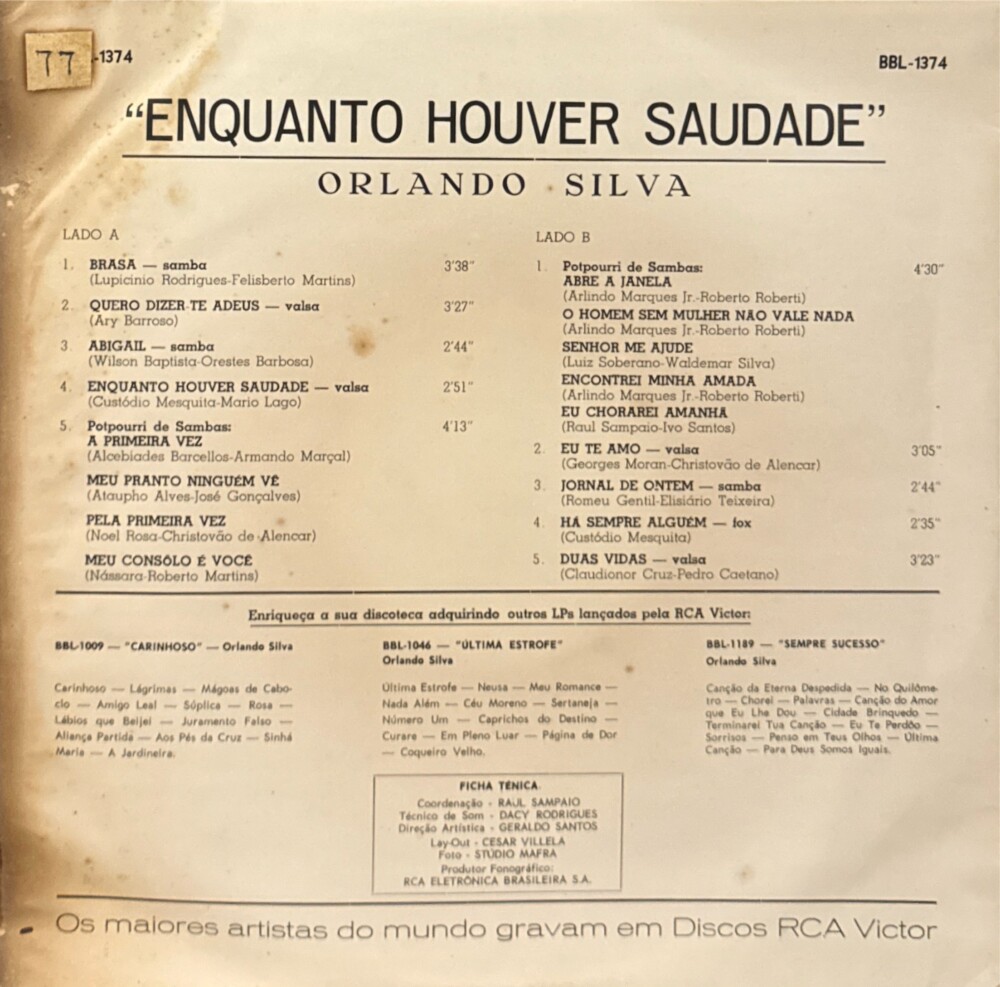 77 -1374
BBL-1374
“ENQUANTO HOUVER SAUDADE”
ORLANDO SILVA
LADO A
1. BRASA — samba 3'38"
(Lupicinio Rodrigues-Felisberto Martins)
2. QUERO DIZER-TE ADEUS — valsa 3'27"
(Ary Barroso)
3. ABIGAIL — samba 2'44"
(Wilson Baptista-Orestes Barbosa)
4. ENQUANTO HOUVER SAUDADE — valsa 2'51"
(Custódio Mesquita-Mario Lago)
5. Potpourri de Sambas: 4'13"
A PRIMEIRA VEZ
(Alcebiades Barcellos-Armando Marçal)
MEU PRANTO NINGUÉM VÊ
(Ataupho Alves-José Gonçalves)
PELA PRIMEIRA VEZ
(Noel Rosa-Christovão de Alencar)
MEU CONSÔLO É VOCÊ
(Nássara-Roberto Martins)
LADO B
1. Potpourri de Sambas: 4'30"
ABRE A JANELA
(Arlindo Marques Jr.-Roberto Roberti)
O HOMEM SEM MULHER NÃO VALE NADA
(Arlindo Marques Jr.-Roberto Roberti)
SENHOR ME AJUDE
(Luiz Soberano-Waldemar Silva)
ENCONTREI MINHA AMADA
(Arlindo Marques Jr.-Roberto Roberti)
EU CHORAREI AMANHÃ
(Raul Sampaio-Ivo Santos)
2. EU TE AMO — valsa 3'05"
(Georges Moran-Christovão de Alencar)
3. JORNAL DE ONTEM — samba 2'44"
(Romeu Gentil-Elisiário Teixeira)
4. HÁ SEMPRE ALGUÉM — fox 2'35"
(Custódio Mesquita)
5. DUAS VIDAS — valsa 3'23"
(Claudionor Cruz-Pedro Caetano)
Enriqueça a sua discoteca adquirindo outros LPs lançados pela RCA Victor:
BBL-1009 — "CARINHOSO" — Orlando Silva
Carinhoso — Lágrimas — Mágoas de Cabo-
clo — Amigo Leal — Súplica — Rosa —
Lábios que Beijei — Juramento Falso —
Aliança Partida — Aos Pés da Cruz — Sinhá
Maria — A Jardineira.
BBL-1046 — "ÚLTIMA ESTROFE"
Orlando Silva
Última Estrofe — Neusa — Meu Romance —
Nada Além — Céu Moreno — Sertaneja —
Número Um — Caprichos do Destino —
Curare — Em Pleno Luar — Página de Dor
— Coqueiro Velho.
BBL-1189 — "SEMPRE SUCESSO"
Orlando Silva
Canção da Eterna Despedida — No Quilôme-
tro — Chorei — Palavras — Canção do Amor
que Eu Lhe Dou — Cidade Brinquedo —
Terminarei Tua Canção — Eu Te Perdôo —
Sorrisos — Penso em Teus Olhos — Última
Canção — Para Deus Somos Iguais.
FICHA TÉNICA
Coordenação - RAUL SAMPAIO
Técnico de Som - DACY RODRIGUES
Direção Artística - GERALDO SANTOS
Lay-Out - CESAR VILLELA
Foto - STÚDIO MAFRA
Produtor Fonográfico:
RCA ELETRÔNICA BRASILEIRA S.A.
Os maiores artistas do mundo gravam em Discos RCA Victor